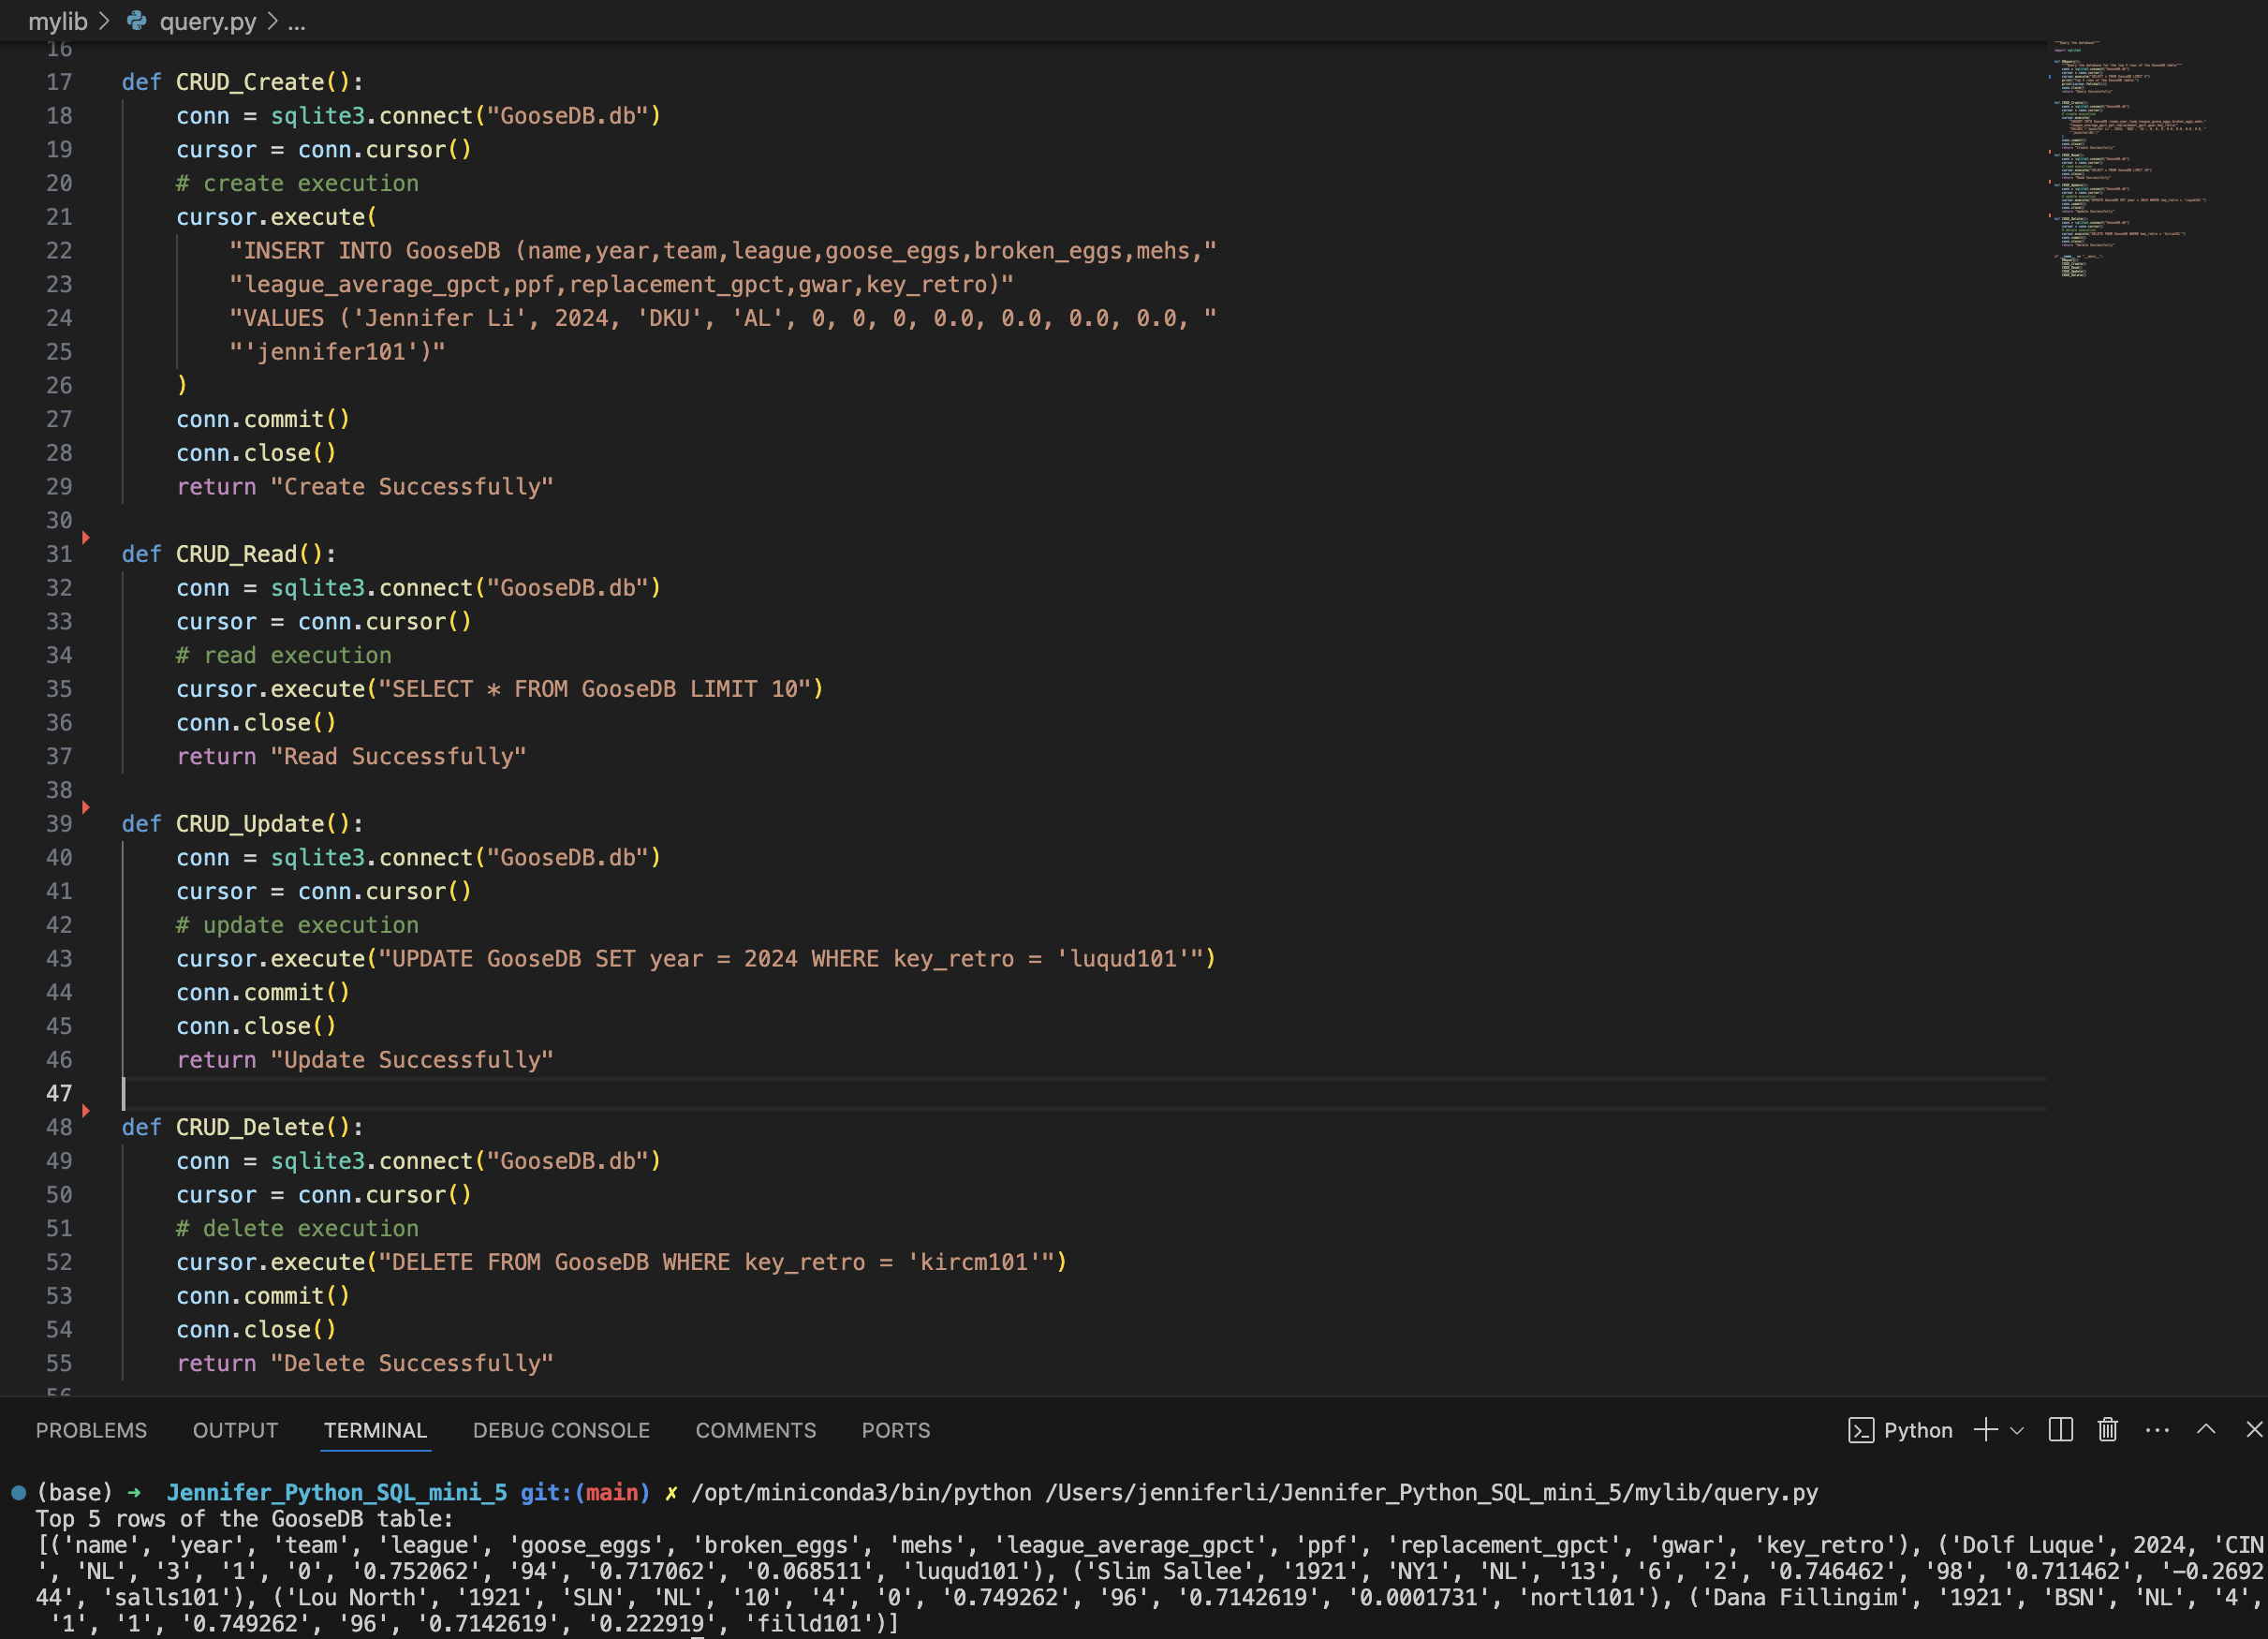 mylib > query.py > ...
16
17 def CRUD_Create():
18     conn = sqlite3.connect("GooseDB.db")
19     cursor = conn.cursor()
20     # create execution
21     cursor.execute(
22         "INSERT INTO GooseDB (name,year,team,league,goose_eggs,broken_eggs,mehs,"
23         "league_average_gpct,ppf,replacement_gpct,gwar,key_retro)"
24         "VALUES ('Jennifer Li', 2024, 'DKU', 'AL', 0, 0, 0, 0.0, 0.0, 0.0, 0.0, "
25         "'jennifer101')"
26     )
27     conn.commit()
28     conn.close()
29     return "Create Successfully"
30
31 def CRUD_Read():
32     conn = sqlite3.connect("GooseDB.db")
33     cursor = conn.cursor()
34     # read execution
35     cursor.execute("SELECT * FROM GooseDB LIMIT 10")
36     conn.close()
37     return "Read Successfully"
38
39 def CRUD_Update():
40     conn = sqlite3.connect("GooseDB.db")
41     cursor = conn.cursor()
42     # update execution
43     cursor.execute("UPDATE GooseDB SET year = 2024 WHERE key_retro = 'luqud101'")
44     conn.commit()
45     conn.close()
46     return "Update Successfully"
47
48 def CRUD_Delete():
49     conn = sqlite3.connect("GooseDB.db")
50     cursor = conn.cursor()
51     # delete execution
52     cursor.execute("DELETE FROM GooseDB WHERE key_retro = 'kircm101'")
53     conn.commit()
54     conn.close()
55     return "Delete Successfully"
56
PROBLEMS OUTPUT TERMINAL DEBUG CONSOLE COMMENTS PORTS Python
(base) ➜ Jennifer_Python_SQL_mini_5 git:(main) ✗ /opt/miniconda3/bin/python /Users/jenniferli/Jennifer_Python_SQL_mini_5/mylib/query.py
Top 5 rows of the GooseDB table:
[('name', 'year', 'team', 'league', 'goose_eggs', 'broken_eggs', 'mehs', 'league_average_gpct', 'ppf', 'replacement_gpct', 'gwar', 'key_retro'), ('Dolf Luque', 2024, 'CIN
', 'NL', '3', '1', '0', '0.752062', '94', '0.717062', '0.068511', 'luqud101'), ('Slim Sallee', '1921', 'NY1', 'NL', '13', '6', '2', '0.746462', '98', '0.711462', '-0.2692
44', 'salls101'), ('Lou North', '1921', 'SLN', 'NL', '10', '4', '0', '0.749262', '96', '0.7142619', '0.0001731', 'nortl101'), ('Dana Fillingim', '1921', 'BSN', 'NL', '4',
'1', '1', '0.749262', '96', '0.7142619', '0.222919', 'filld101')]